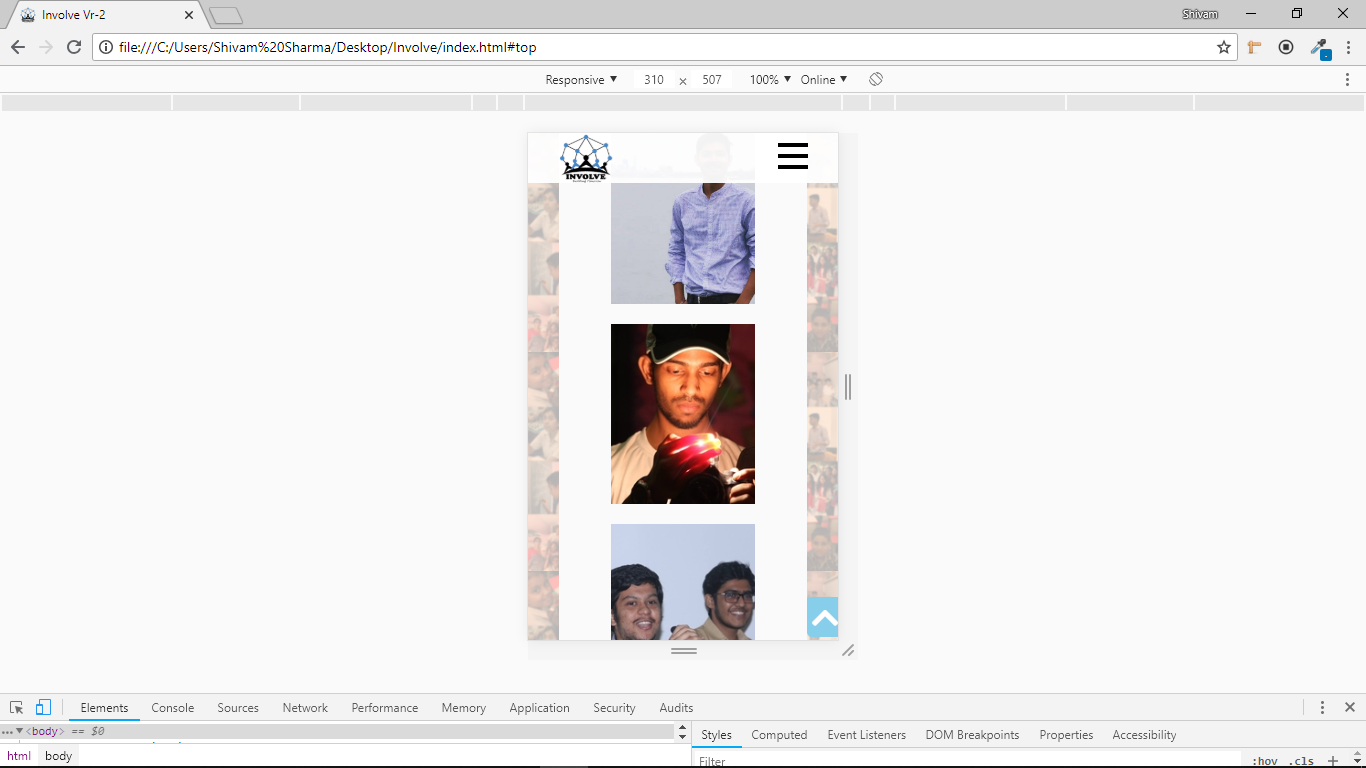 Involve Vr-2
Shivam
file:///C:/Users/Shivam%20Sharma/Desktop/Involve/index.html#top
Responsive 310 × 507 100% Online
INVOLVE
Elements Console Sources Network Performance Memory Application Security Audits
...<body> == $0
Styles Computed Event Listeners DOM Breakpoints Properties Accessibility
html body
Filter :hov .cls +